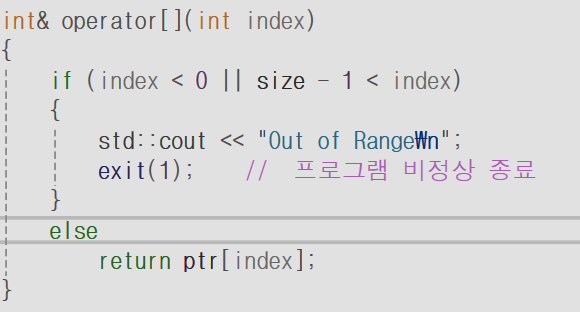 int& operator[](int index)
{
if (index < 0 || size - 1 < index)
{
std::cout << "Out of Range₩n";
exit(1); // 프로그램 비정상 종료
}
else
return ptr[index];
}